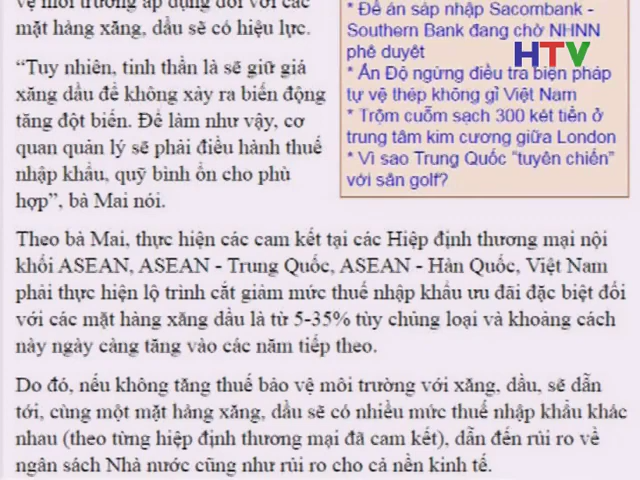 vệ môi trường áp dụng đối với các
mặt hàng xăng, dầu sẽ có hiệu lực.
“Tuy nhiên, tinh thần là sẽ giữ giá
xăng dầu để không xảy ra biến động
tăng đột biến. Để làm như vậy, cơ
quan quản lý sẽ phải điều hành thuế
nhập khẩu, quỹ bình ổn cho phù
hợp”, bà Mai nói.
* Đề án sáp nhập Sacombank -
Southern Bank đang chờ NHNN
phê duyệt
* Ấn Độ ngừng điều tra biện pháp
tự vệ thép không gỉ Việt Nam
* Trộm cuỗm sạch 300 két tiền ở
trung tâm kim cương giữa London
* Vì sao Trung Quốc “tuyên chiến”
với sân golf?
HTV
Theo bà Mai, thực hiện các cam kết tại các Hiệp định thương mại nội
khối ASEAN, ASEAN - Trung Quốc, ASEAN - Hàn Quốc, Việt Nam
phải thực hiện lộ trình cắt giảm mức thuế nhập khẩu ưu đãi đặc biệt đối
với các mặt hàng xăng dầu là từ 5-35% tùy chủng loại và khoảng cách
này ngày càng tăng vào các năm tiếp theo.
Do đó, nếu không tăng thuế bảo vệ môi trường với xăng, dầu, sẽ dẫn
tới, cùng một mặt hàng xăng, dầu sẽ có nhiều mức thuế nhập khẩu khác
nhau (theo từng hiệp định thương mại đã cam kết), dẫn đến rủi ro về
ngân sách Nhà nước cũng như rủi ro cho cả nền kinh tế.